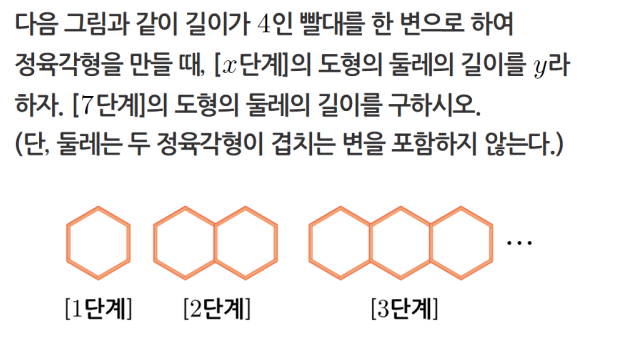 다음 그림과 같이 길이가 4인 빨대를 한 변으로 하여
정육각형을 만들 때, [x단계]의 도형의 둘레의 길이를 y라
하자. [7단계]의 도형의 둘레의 길이를 구하시오.
(단, 둘레는 두 정육각형이 겹치는 변을 포함하지 않는다.)
...
[1단계] [2단계] [3단계]